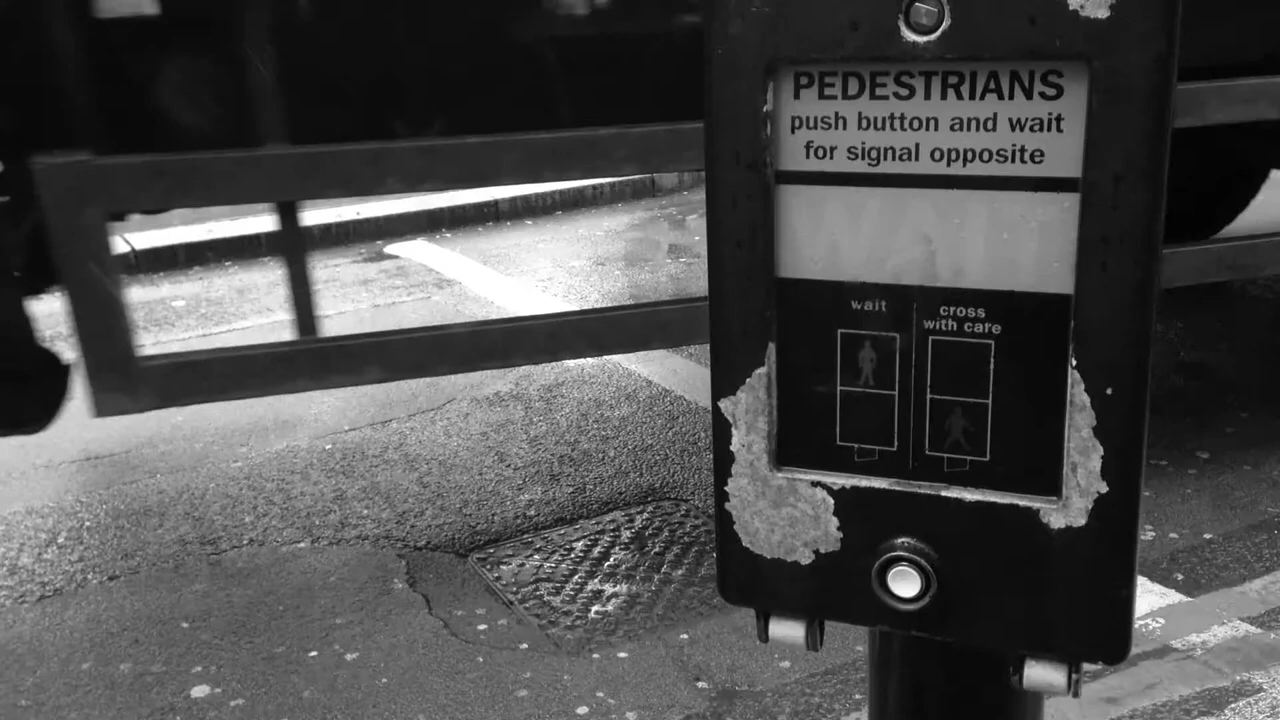 PEDESTRIANS
push button and wait
for signal opposite
wait
cross
with care